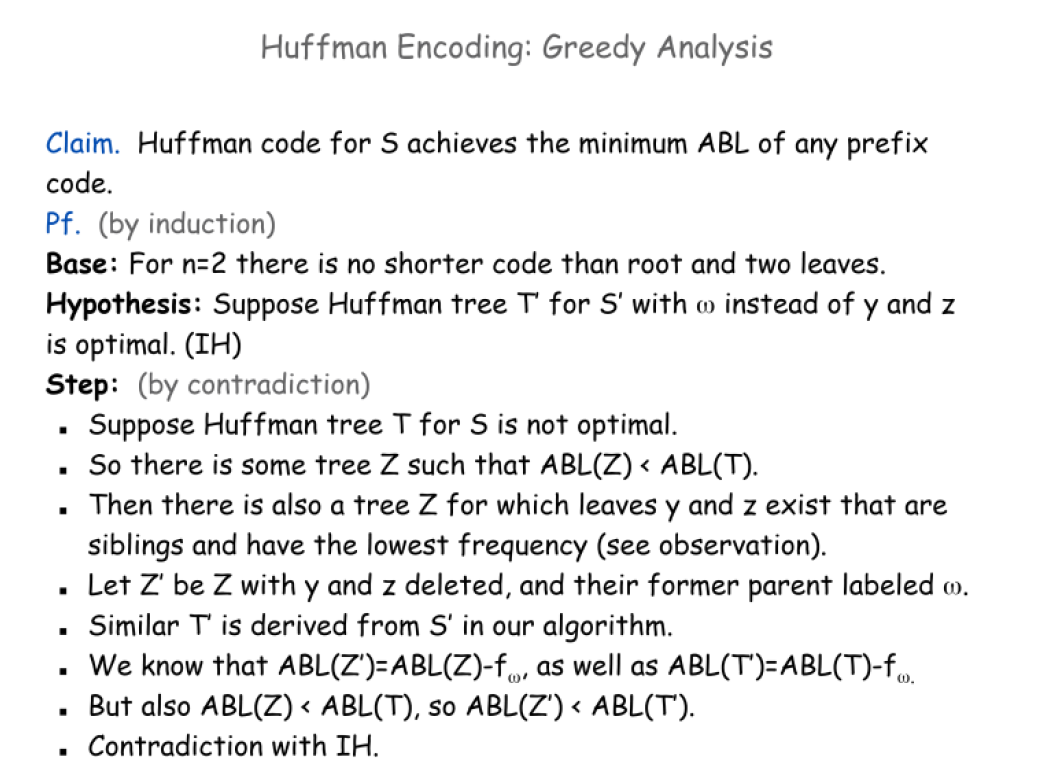 Huffman Encoding: Greedy Analysis
Claim. Huffman code for S achieves the minimum ABL of any prefix
code.
Pf. (by induction)
Base: For n=2 there is no shorter code than root and two leaves.
Hypothesis: Suppose Huffman tree T' for S' with ω instead of y and z
is optimal. (IH)
Step: (by contradiction)
▪ Suppose Huffman tree T for S is not optimal.
▪ So there is some tree Z such that ABL(Z) < ABL(T).
▪ Then there is also a tree Z for which leaves y and z exist that are
siblings and have the lowest frequency (see observation).
▪ Let Z' be Z with y and z deleted, and their former parent labeled ω.
▪ Similar T' is derived from S' in our algorithm.
▪ We know that ABL(Z')=ABL(Z)-fω, as well as ABL(T')=ABL(T)-fω.
▪ But also ABL(Z) < ABL(T), so ABL(Z') < ABL(T').
▪ Contradiction with IH.